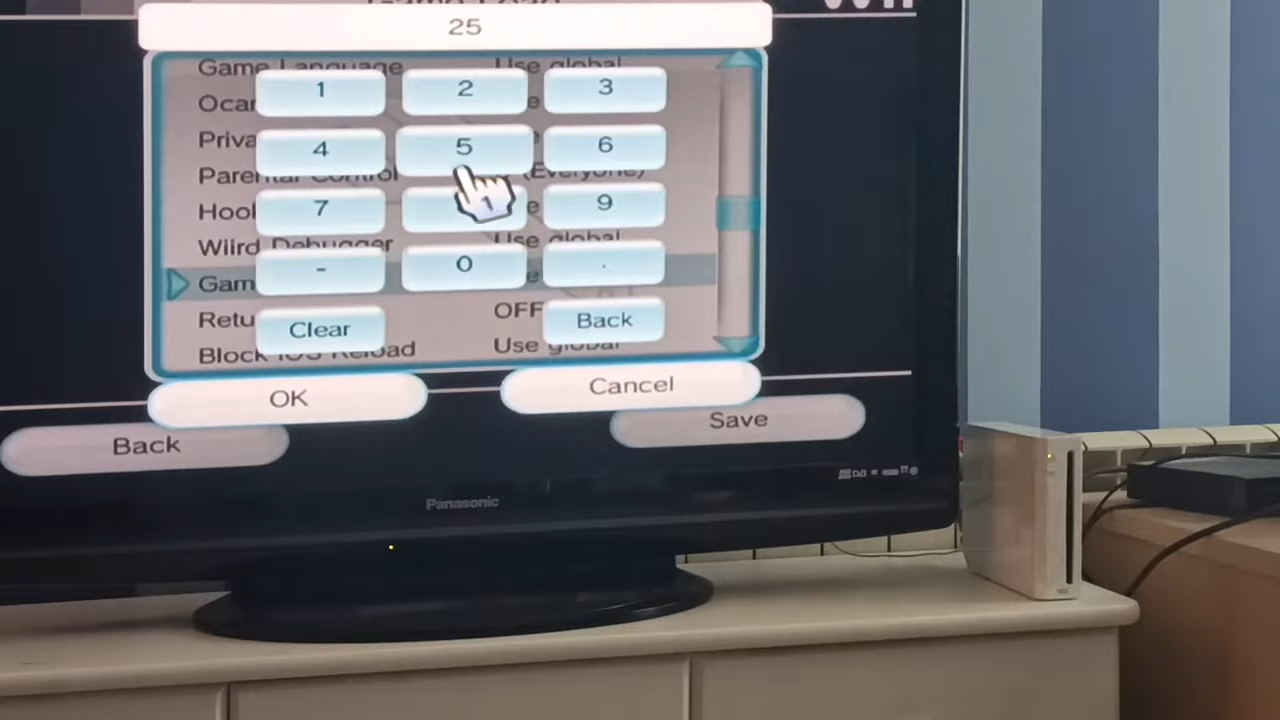 25
Game Language Use global
1 2 3
Ocar
Priva
4 5 6
Parental Control (Everyone)
Hool
7 9
Wiird Debugger Use global
- 0 .
Gam
Retu OFF
Clear Back
Block IOS Reload Use global
OK Cancel
Back Save
Panasonic